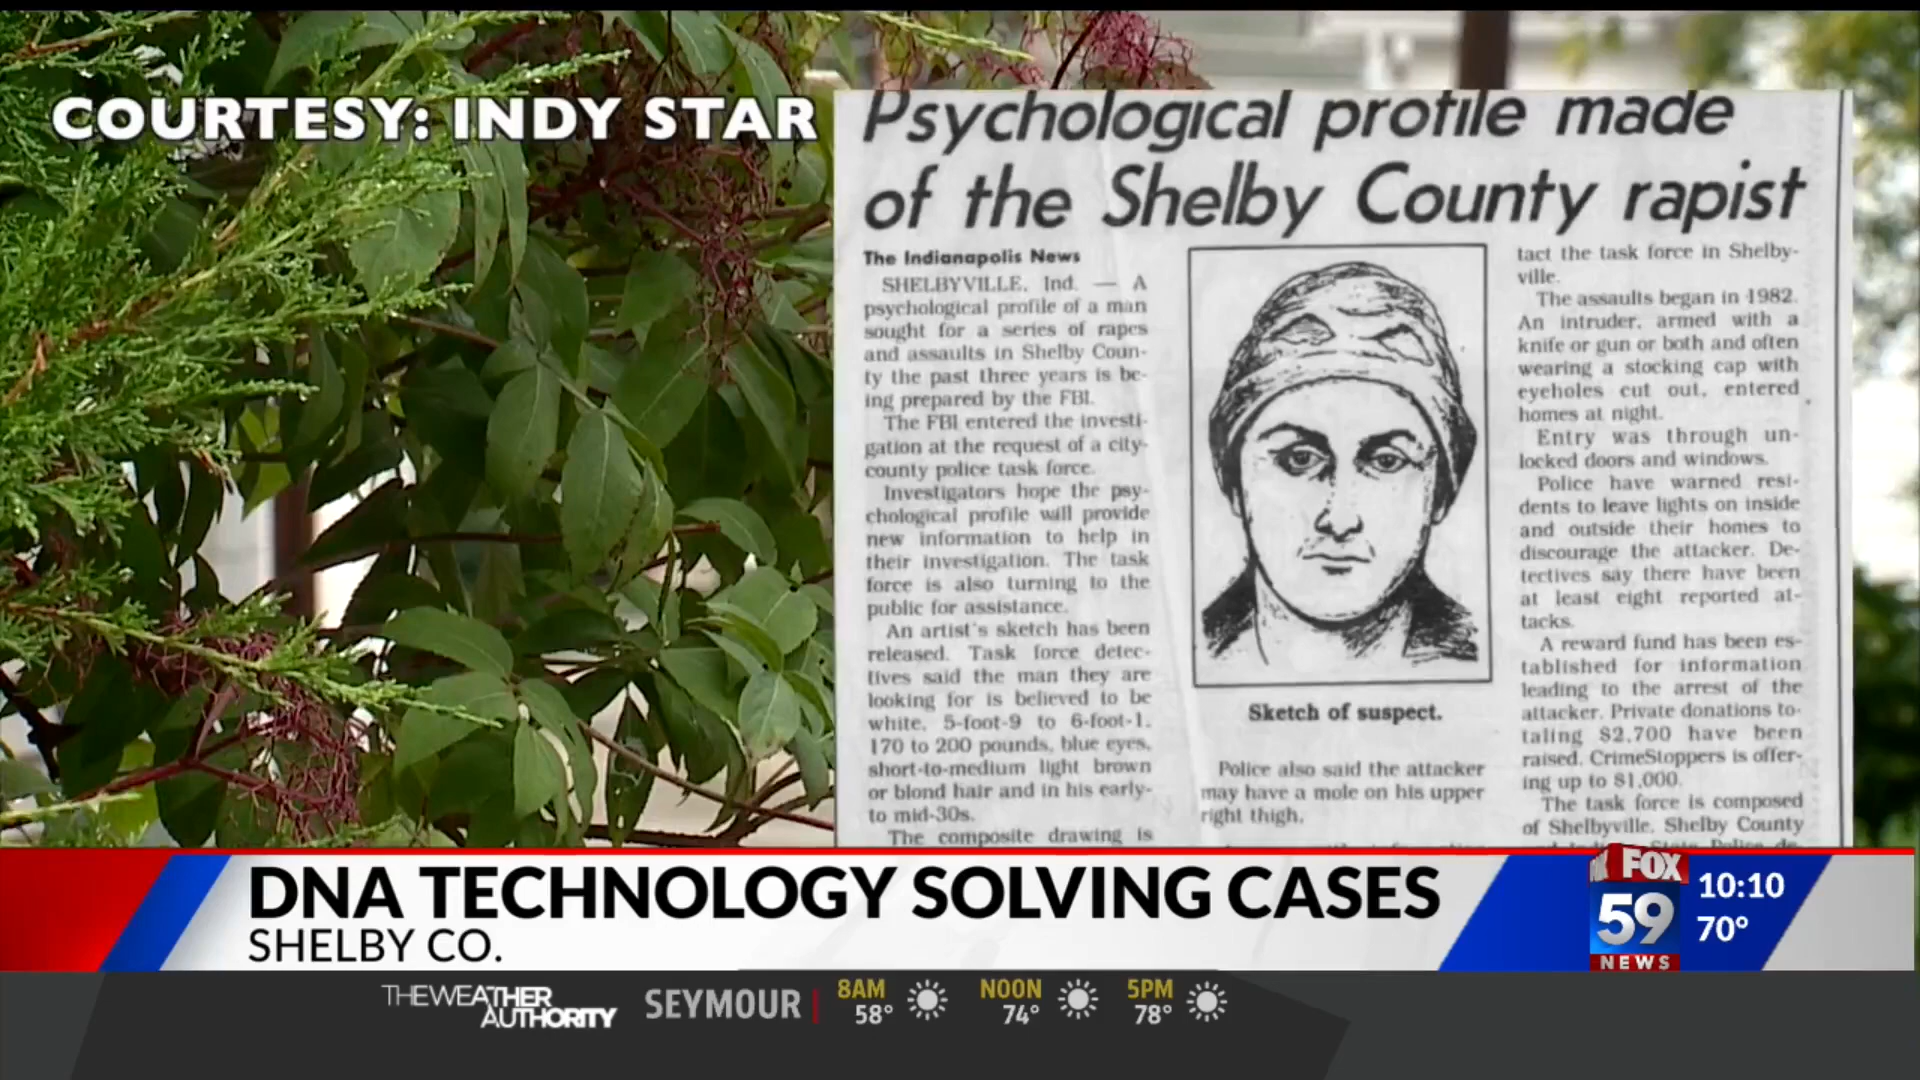 COURTESY: INDY STAR
Psychological profile made
of the Shelby County rapist
The Indianapolis News
SHELBYVILLE, Ind. — A
psychological profile of a man
sought for a series of rapes
and assaults in Shelby Coun-
ty the past three years is be-
ing prepared by the FBI.
The FBI entered the investi-
gation at the request of a city-
county police task force.
Investigators hope the psy-
chological profile will provide
new information to help in
their investigation. The task
force is also turning to the
public for assistance.
An artist's sketch has been
released. Task force detec-
tives said the man they are
looking for is believed to be
white, 5-foot-9 to 6-foot-1,
170 to 200 pounds, blue eyes,
short-to-medium light brown
or blond hair and in his early-
to mid-30s.
The composite drawing is
Sketch of suspect.
Police also said the attacker
may have a mole on his upper
right thigh.
tact the task force in Shelby-
ville.
The assaults began in 1982.
An intruder, armed with a
knife or gun or both and often
wearing a stocking cap with
eyeholes cut out, entered
homes at night.
Entry was through un-
locked doors and windows.
Police have warned resi-
dents to leave lights on inside
and outside their homes to
discourage the attacker. De-
tectives say there have been
at least eight reported at-
tacks.
A reward fund has been es-
tablished for information
leading to the arrest of the
attacker. Private donations to-
taling $2,700 have been
raised. CrimeStoppers is offer-
ing up to $1,000.
The task force is composed
of Shelbyville, Shelby County
DNA TECHNOLOGY SOLVING CASES
SHELBY CO.
FOX
59
NEWS
10:10
70°
THE WEATHER
AUTHORITY
SEYMOUR
8AM
58°
NOON
74°
5PM
78°